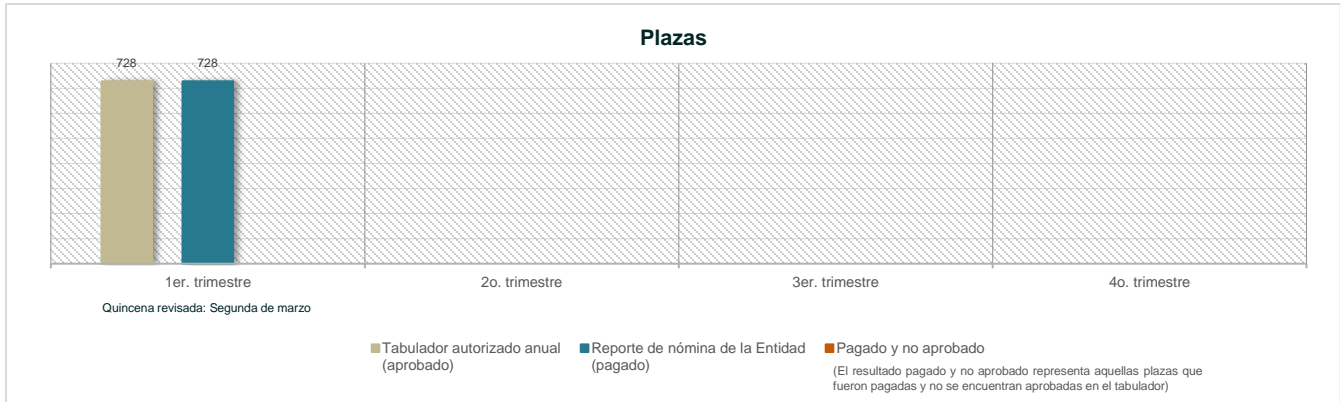 Plazas
728 728
1er. trimestre 2o. trimestre 3er. trimestre 4o. trimestre
Quincena revisada: Segunda de marzo
Tabulador autorizado anual
(aprobado)
Reporte de nómina de la Entidad
(pagado)
Pagado y no aprobado
(El resultado pagado y no aprobado representa aquellas plazas que
fueron pagadas y no se encuentran aprobadas en el tabulador)